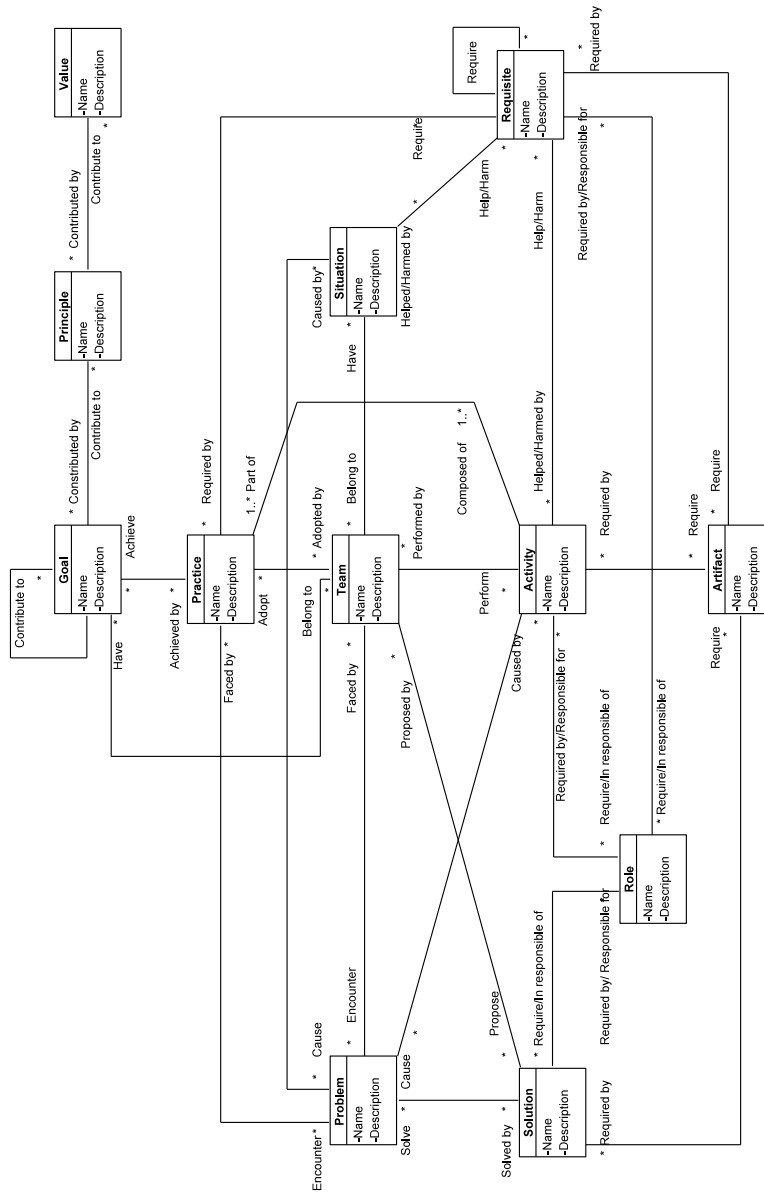 Contribute to
*
Goal
-Name
-Description
Have
*
* Constributed by
Contribute to
*
Principle
-Name
-Description
* Contributed by
Contribute to
*
Value
-Name
-Description
Achieve
*
Achieved by
*
Practice
-Name
-Description
Faced by *
* Required by
1..* Part of
Adopt
*
* Adopted by
Belong to
*
Team
-Name
-Description
Faced by
*
* Belong to
Have
*
Caused by*
Situation
-Name
-Description
Helped/Harmed by
*
Encounter*
* Cause
Problem
-Name
-Description
* Encounter
Cause
*
Solve
*
Proposed by
*
Performed by
*
Perform
*
Composed of
1..*
Require
*
Help/Harm
*
Requisite
-Name
-Description
Require
*
Help/Harm
*
Required by/Responsible for
*
Required by
*
Solved by
*
Propose
*
Solution
-Name
-Description
* Required by
* Require/In responsible of
Required by/ Responsible for
*
Caused by
*
Activity
-Name
-Description
Helped/Harmed by
*
Required by/Responsible for
*
* Require/In responsible of
Role
-Name
-Description
* Require/In responsible of
* Required by
* Require
Artifact
-Name
-Description
Require
*
* Require